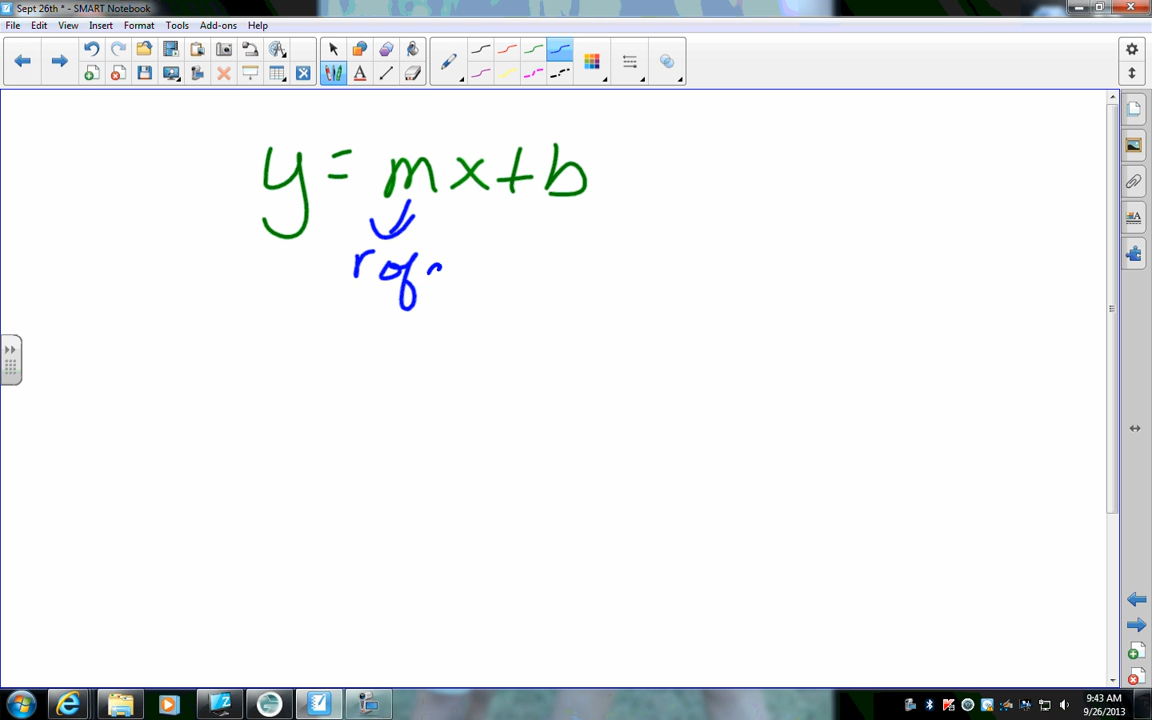 Sept 26th * - SMART Notebook
File Edit View Insert Format Tools Add-ons Help
y = mx+b
rof
9:43 AM
9/26/2013